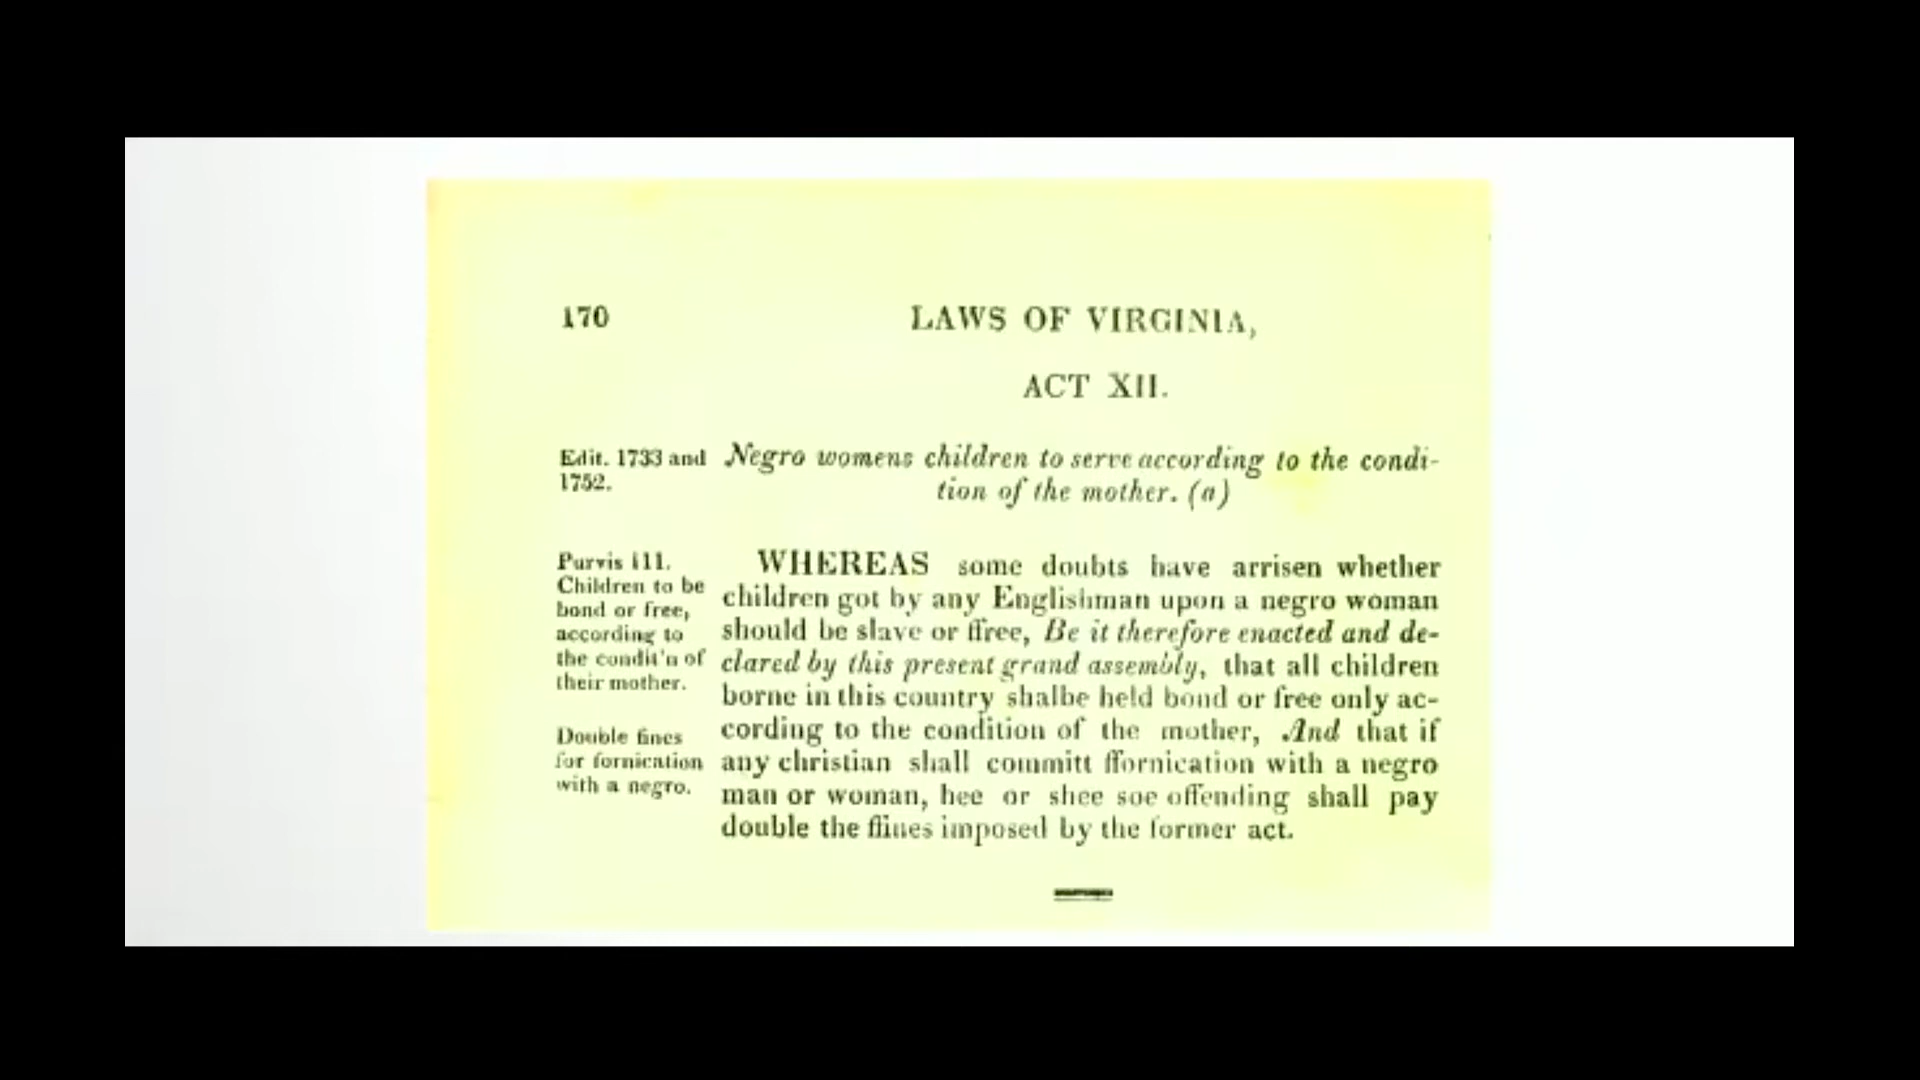 170
LAWS OF VIRGINIA,
ACT XII.
Edit. 1733 and
1752.
Negro womens children to serve according to the condi-
tion of the mother. (a)
Purvis 111.
Children to be
bond or free,
according to
the condit'n of
their mother.
Double fines
for fornication
with a negro.
WHEREAS some doubts have arrisen whether
children got by any Englishman upon a negro woman
should be slave or ffree, Be it therefore enacted and de-
clared by this present grand assembly, that all children
borne in this country shalbe held bond or free only ac-
cording to the condition of the mother, And that if
any christian shall committ ffornication with a negro
man or woman, hee or shee soe offending shall pay
double the ffines imposed by the former act.